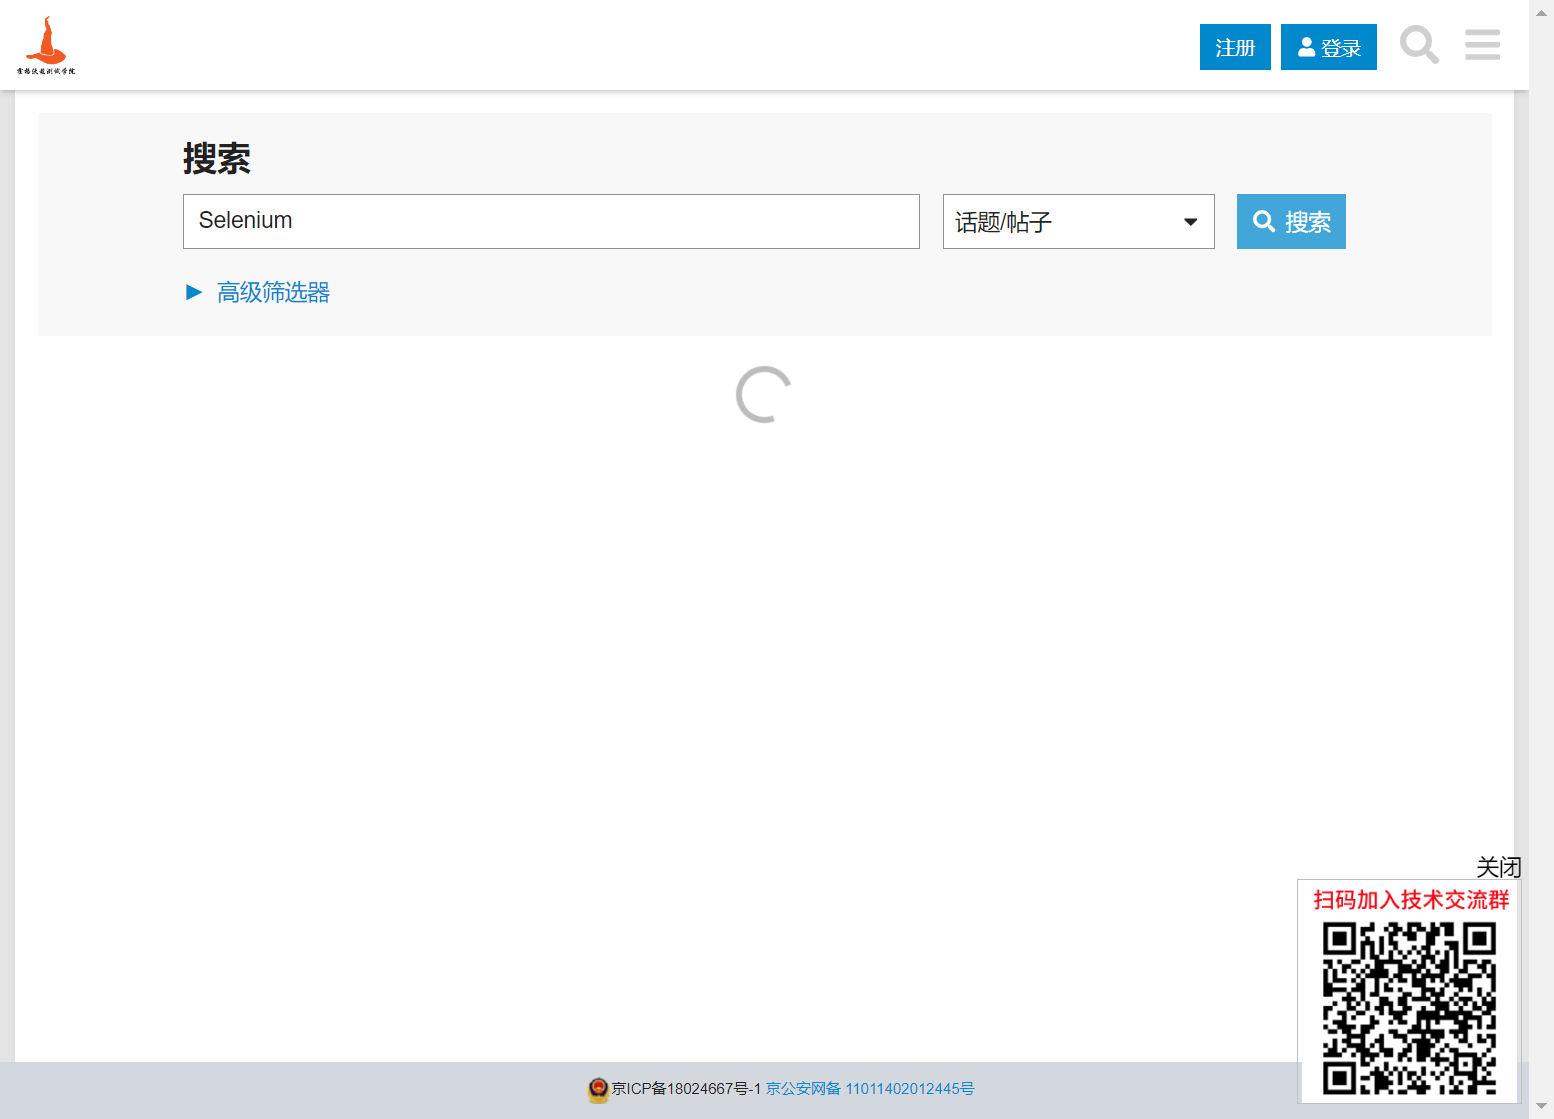 霍格沃兹测试学院
注册
登录
搜索
Selenium
话题/帖子
搜索
► 高级筛选器
关闭
扫码加入技术交流群
京ICP备18024667号-1 京公安网备 11011402012445号